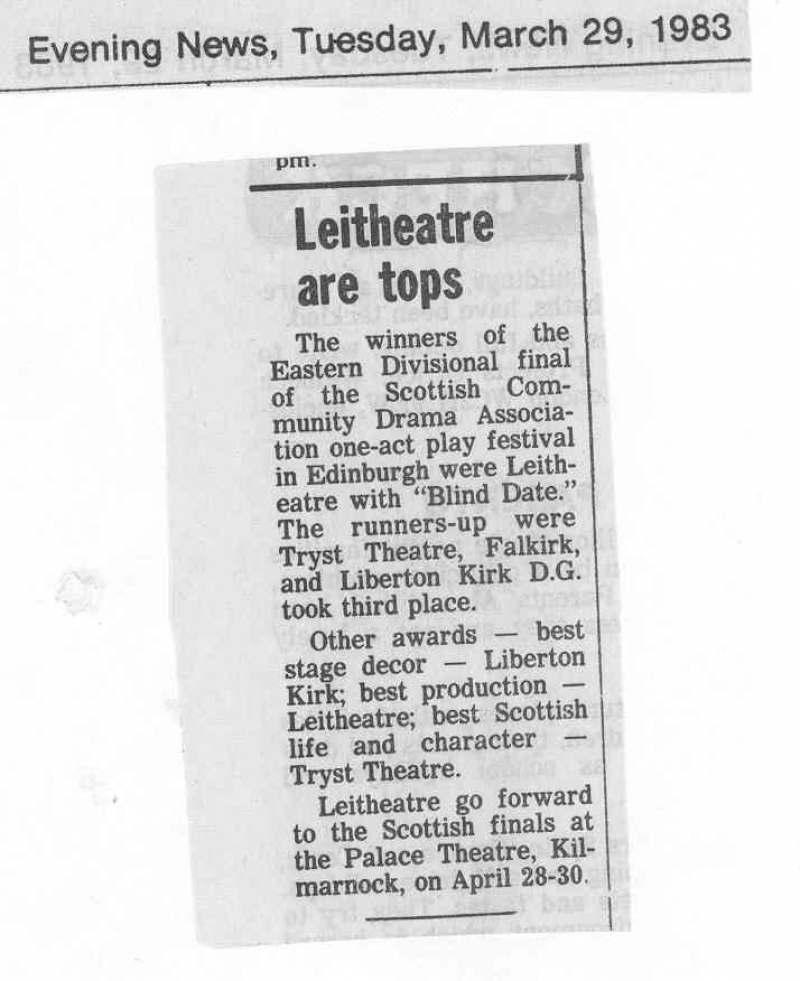 Evening News, Tuesday, March 29, 1983
pm.
Leitheatre
are tops
The winners of the
Eastern Divisional final
of the Scottish Com-
munity Drama Associa-
tion one-act play festival
in Edinburgh were Leith-
eatre with “Blind Date.”
The runners-up were
Tryst Theatre, Falkirk,
and Liberton Kirk D.G.
took third place.
Other awards — best
stage decor — Liberton
Kirk; best production —
Leitheatre; best Scottish
life and character —
Tryst Theatre.
Leitheatre go forward
to the Scottish finals at
the Palace Theatre, Kil-
marnock, on April 28-30.